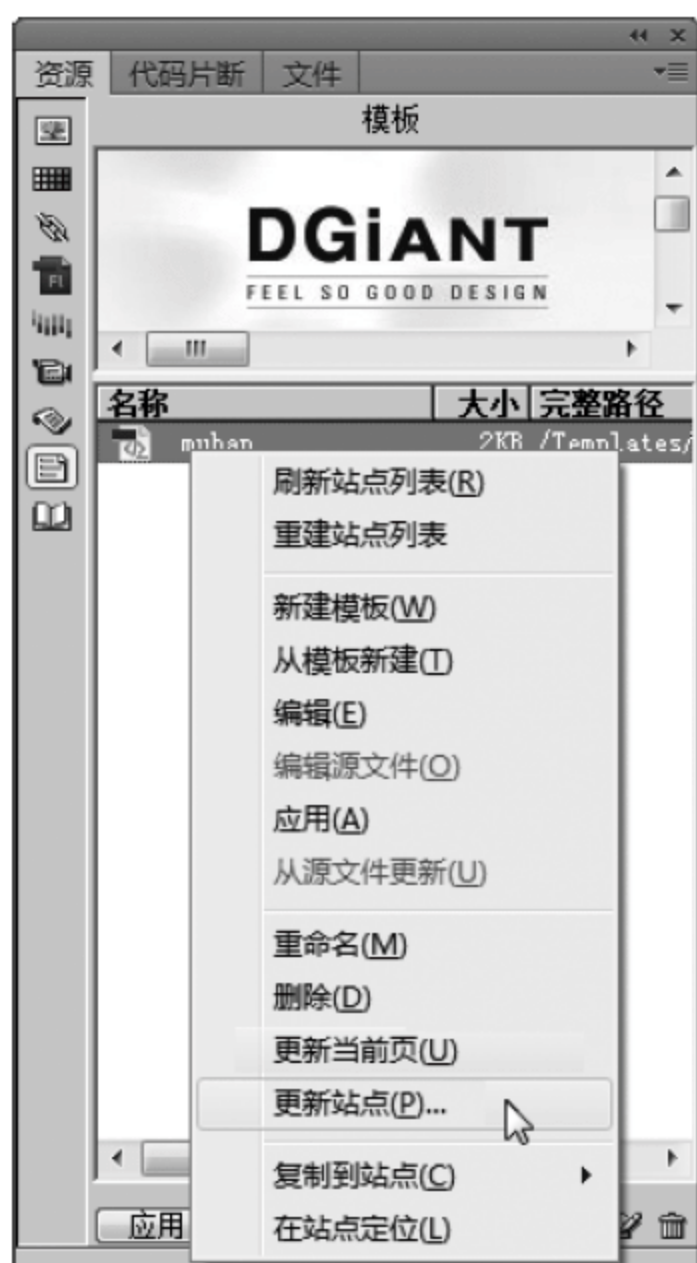 资源 代码片断 文件
模板
DGiANT
FEEL SO GOOD DESIGN
名称 大小 完整路径
muban 2KB /Templates/
刷新站点列表(R)
重建站点列表
新建模板(W)
从模板新建(T)
编辑(E)
编辑源文件(O)
应用(A)
从源文件更新(U)
重命名(M)
删除(D)
更新当前页(U)
更新站点(P)...
复制到站点(C)
在站点定位(L)
应用